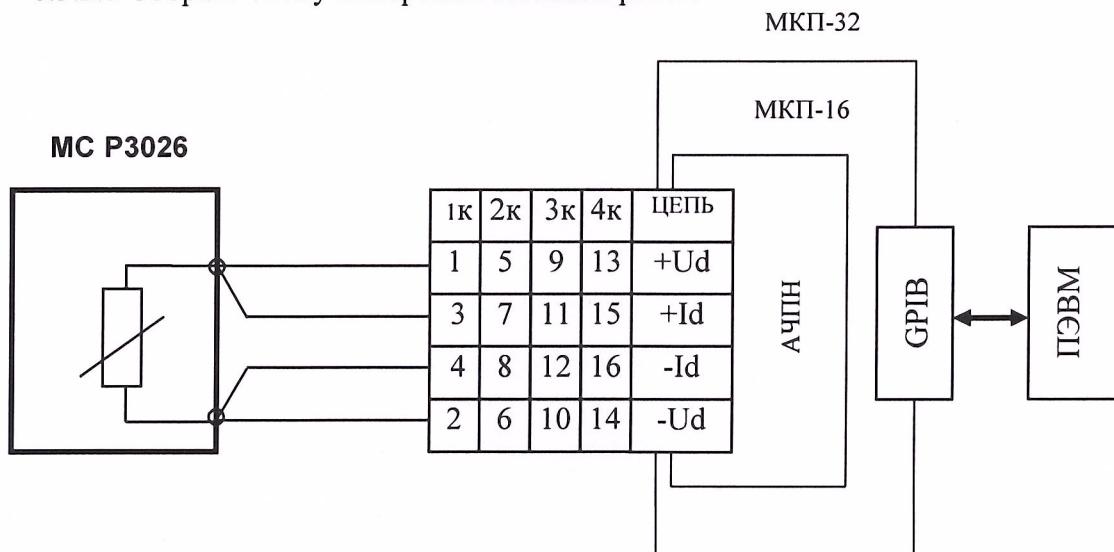 МКП-32
МКП-16
МС Р3026
1к 2к 3к 4к ЦЕПЬ
1 5 9 13 +Ud
3 7 11 15 +Id
4 8 12 16 -Id
2 6 10 14 -Ud
АЧПН
GPIB
ПЭВМ